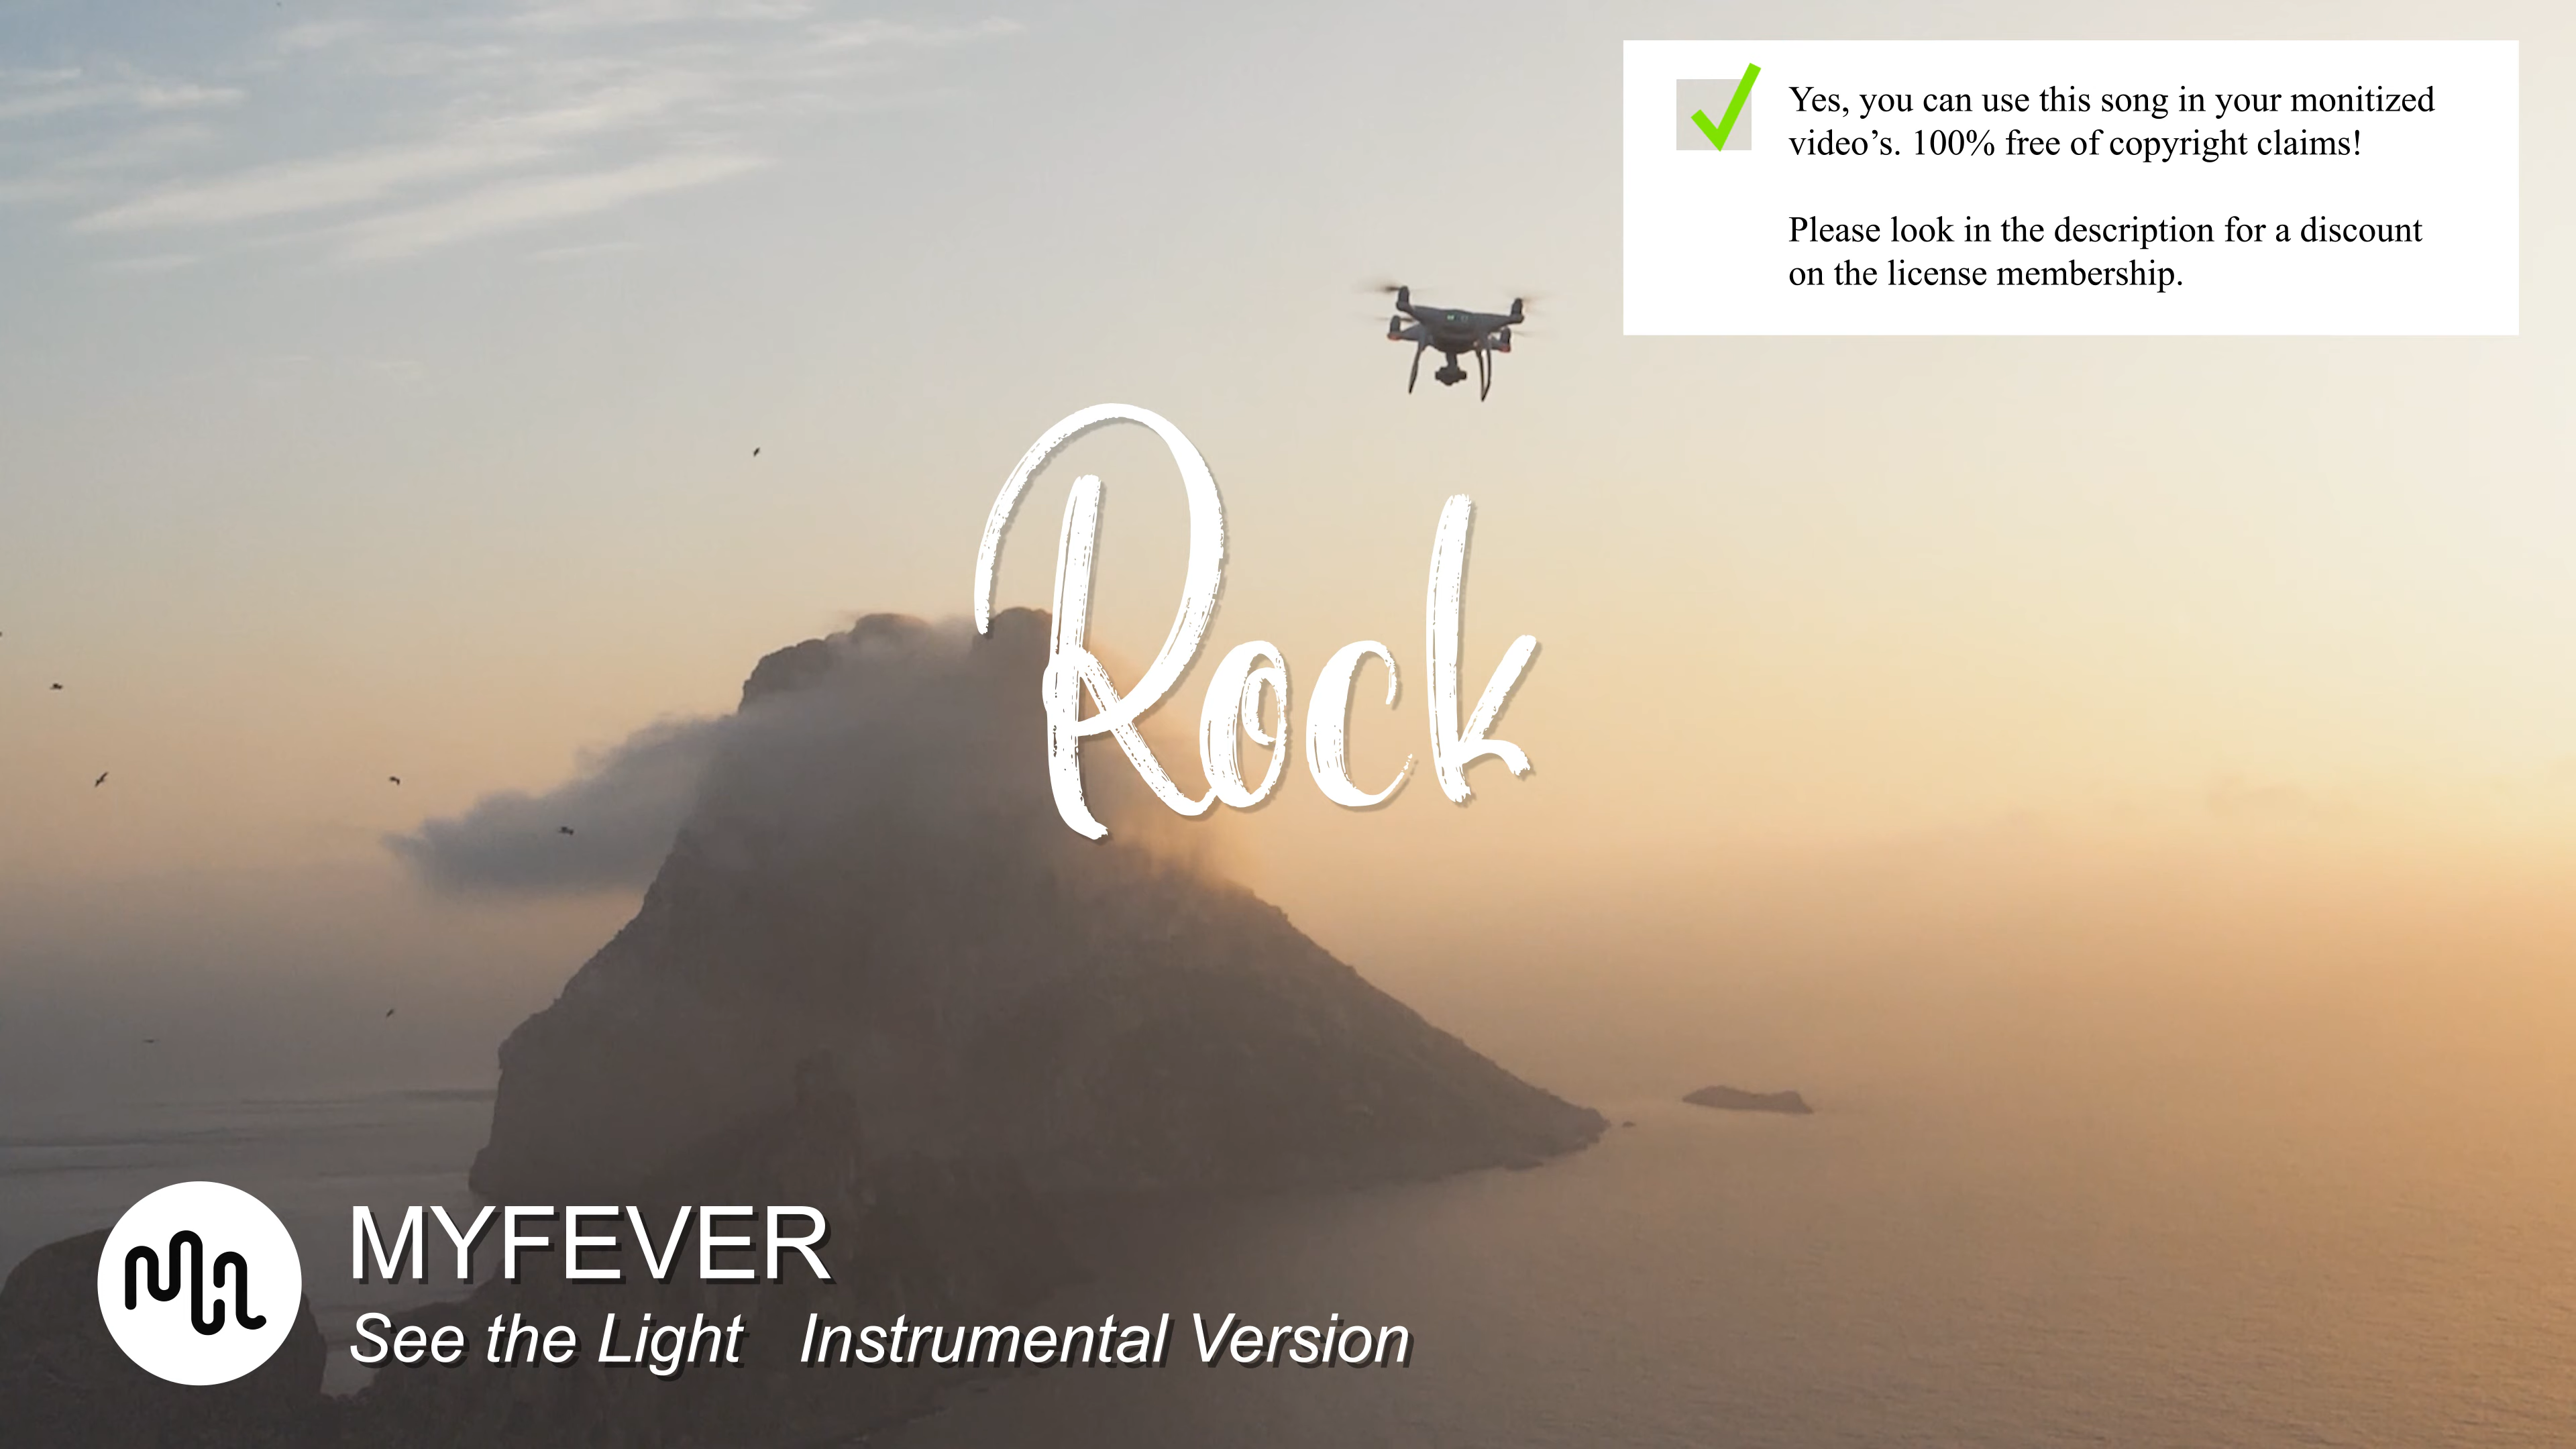 Yes, you can use this song in your monitized
video’s. 100% free of copyright claims!
Please look in the description for a discount
on the license membership.
Rock
MYFEVER
See the Light Instrumental Version